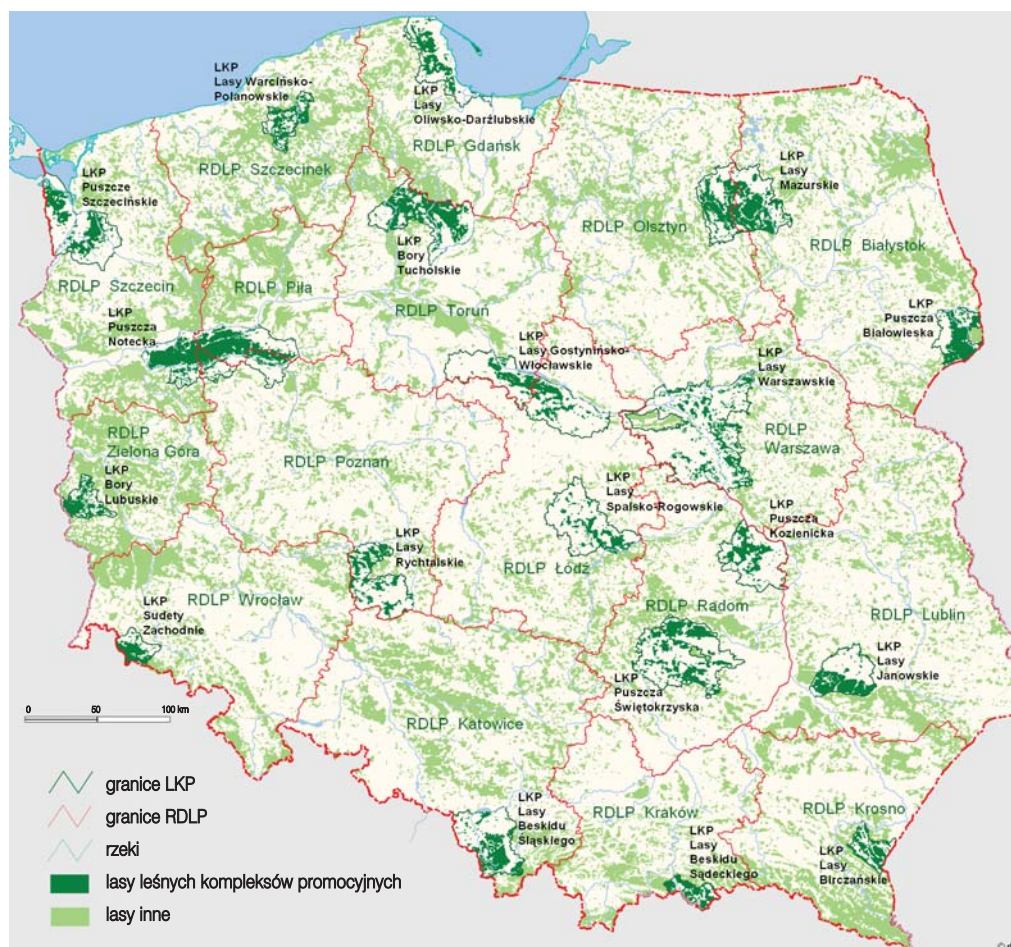 LKP
Lasy Warcińsko-
Polanowskie
LKP
Lasy
Oliwsko-Darżlubskie
RDLP Gdańsk
RDLP Szczecinek
LKP
Puszcze
Szczecińskie
LKP
Lasy
Mazurskie
RDLP Olsztyn
RDLP Białystok
LKP
Bory
Tucholskie
RDLP Szczecin
RDLP Piła
RDLP Toruń
LKP
Puszcza
Notecka
LKP
Puszcza
Białowieska
LKP
Lasy Gostynińsko-
Włocławskie
LKP
Lasy
Warszawskie
RDLP
Zielona Góra
RDLP Poznań
RDLP
Warszawa
LKP
Bory
Lubuskie
LKP
Lasy
Spalsko-Rogowskie
LKP
Puszcza
Kozienicka
LKP
Lasy
Rychtalskie
RDLP Łódź
RDLP Wrocław
RDLP Radom
RDLP Lublin
LKP
Sudety
Zachodnie
LKP
Puszcza
Świętokrzyska
LKP
Lasy
Janowskie
RDLP Katowice
0 50 100 km
granice LKP
granice RDLP
rzeki
lasy leśnych kompleksów promocyjnych
lasy inne
LKP
Lasy
Beskidu
Śląskiego
RDLP Kraków
LKP
Lasy
Beskidu
Sądeckiego
RDLP Krosno
LKP
Lasy
Birczańskie